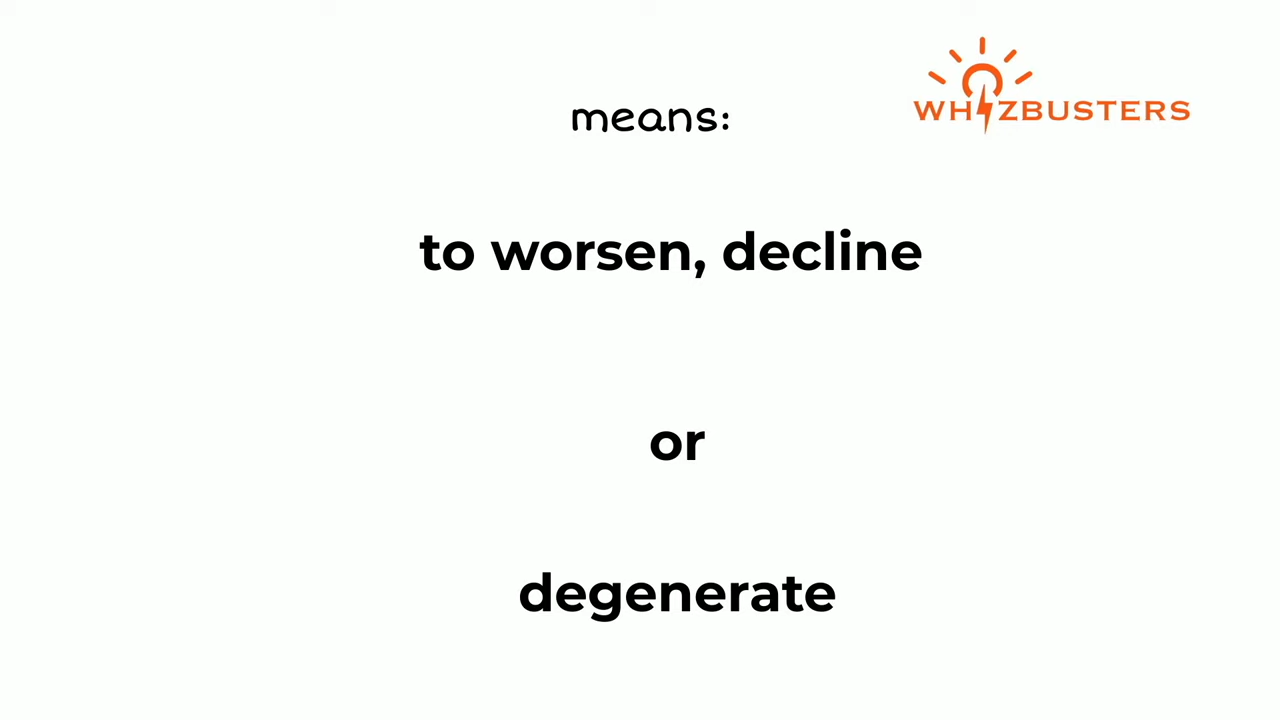 means:
WHIZBUSTERS
to worsen, decline
or
degenerate